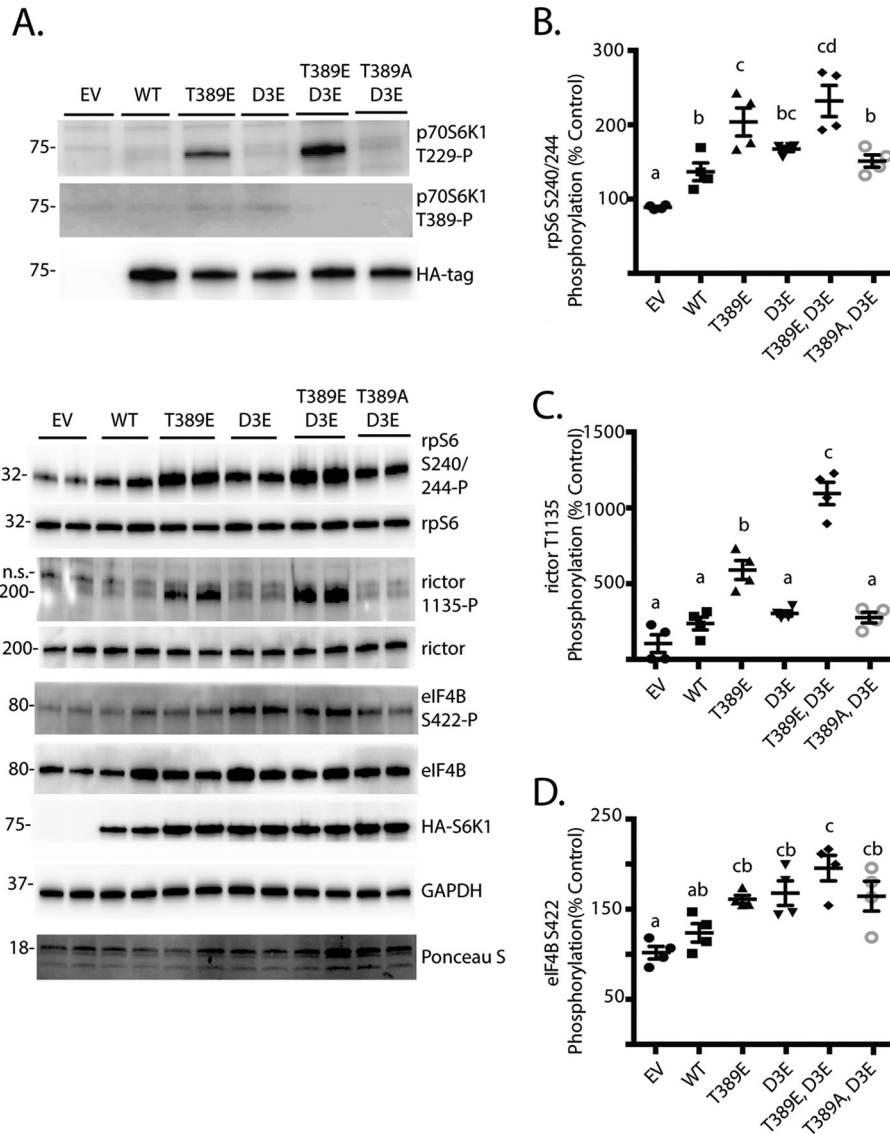 A.
EV WT T389E D3E T389E D3E T389A D3E
75- p70S6K1
T229-P
75- p70S6K1
T389-P
75- HA-tag
EV WT T389E D3E T389E D3E T389A D3E
rpS6
32- S240/
244-P
32- rpS6
n.s.-
200- rictor
1135-P
200- rictor
80- eIF4B
S422-P
80- eIF4B
75- HA-S6K1
37-
GAPDH
18- Ponceau S
B.
rpS6 S240/244
Phosphorylation (% Control)
300
200
100
a b c bc cd b
EV WT T389E D3E T389E, D3E T389A, D3E
C.
rictor T1135
Phosphorylation (% Control)
1500
1000
500
a a b a c a
EV WT T389E D3E T389E, D3E T389A, D3E
D.
eIF4B S422
Phosphorylation(% Control)
250
150
50
a ab cb cb c cb
EV WT T389E D3E T389E, D3E T389A, D3E